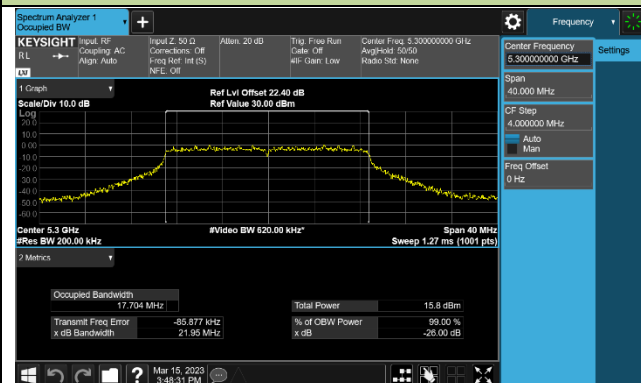 Spectrum Analyzer 1
Occupied BW
Frequency
KEYSIGHT
RL
Input: RF
Coupling: AC
Align: Auto
Input Z: 50 Ω
Corrections: Off
Freq Ref: Int (S)
NFE: Off
Atten: 20 dB
Trig: Free Run
Gate: Off
#IF Gain: Low
Center Freq: 5.300000000 GHz
Avg|Hold: 50/50
Radio Std: None
Center Frequency
5.300000000 GHz
Settings
Span
40.000 MHz
CF Step
4.000000 MHz
Auto
Man
Freq Offset
0 Hz
1 Graph
Scale/Div 10.0 dB
Ref Lvl Offset 22.40 dB
Ref Value 30.00 dBm
Log
20.0
10.0
0.00
-10.0
-20.0
-30.0
-40.0
-50.0
-60.0
Center 5.3 GHz
#Video BW 620.00 kHz*
Span 40 MHz
#Res BW 200.00 kHz
Sweep 1.27 ms (1001 pts)
2 Metrics
Occupied Bandwidth
17.704 MHz
Total Power
15.8 dBm
Transmit Freq Error
-85.877 kHz
% of OBW Power
99.00 %
x dB Bandwidth
21.95 MHz
x dB
-26.00 dB
Mar 15, 2023
3:48:31 PM